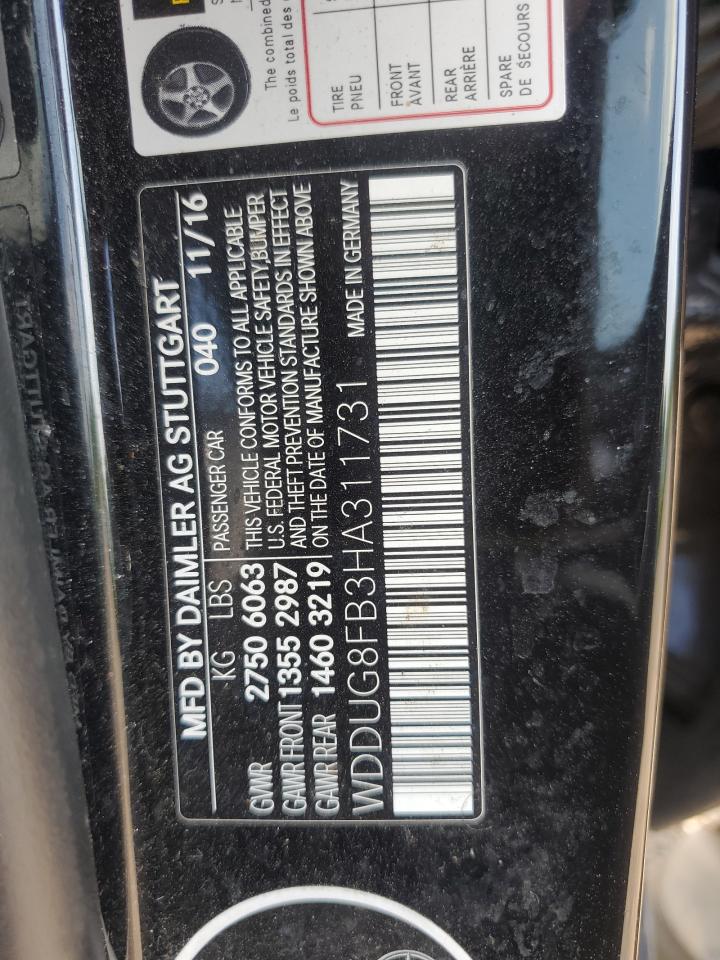 MFD BY DAIMLER AG STUTTGART
KG LBS PASSENGER CAR 040 11/16
GVWR 2750 6063 THIS VEHICLE CONFORMS TO ALL APPLICABLE
U.S. FEDERAL MOTOR VEHICLE SAFETY, BUMPER
GAWR FRONT 1355 2987 AND THEFT PREVENTION STANDARDS IN EFFECT
GAWR REAR 1460 3219 ON THE DATE OF MANUFACTURE SHOWN ABOVE
WDDUG8FB3HA311731 MADE IN GERMANY
The combined
Le poids total des
TIRE
PNEU
FRONT
AVANT
REAR
ARRIÈRE
SPARE
DE SECOURS